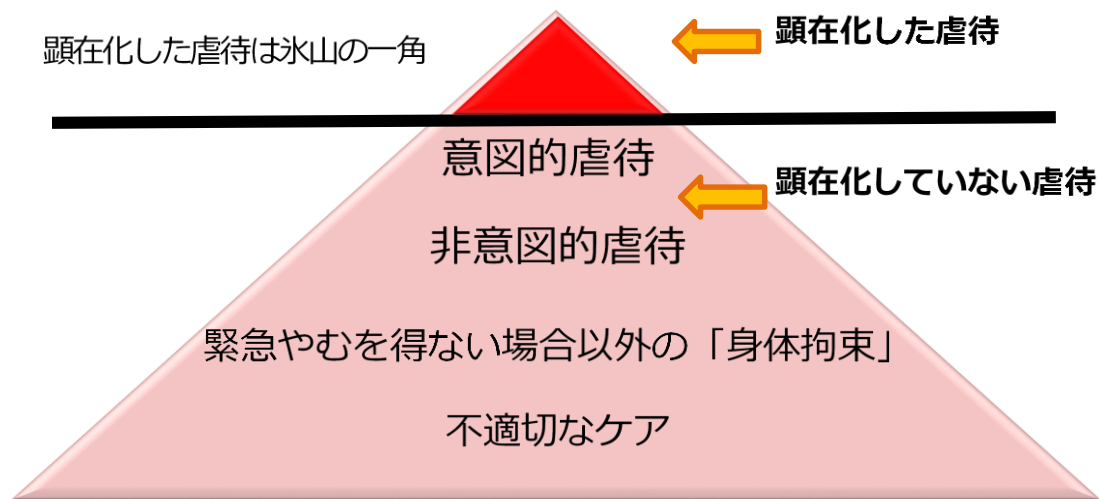 顕在化した虐待は氷山の一角
顕在化した虐待
意図的虐待
顕在化していない虐待
非意図的虐待
緊急やむを得ない場合以外の「身体拘束」
不適切なケア